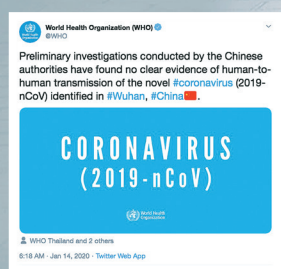 World Health Organization (WHO)
@WHO
Preliminary investigations conducted by the Chinese
authorities have found no clear evidence of human-to-
human transmission of the novel #coronavirus (2019-
nCoV) identified in #Wuhan, #China🇨🇳.
CORONAVIRUS
(2019-nCoV)
World Health
Organization
WHO Thailand and 2 others
6:18 AM · Jan 14, 2020 · Twitter Web App